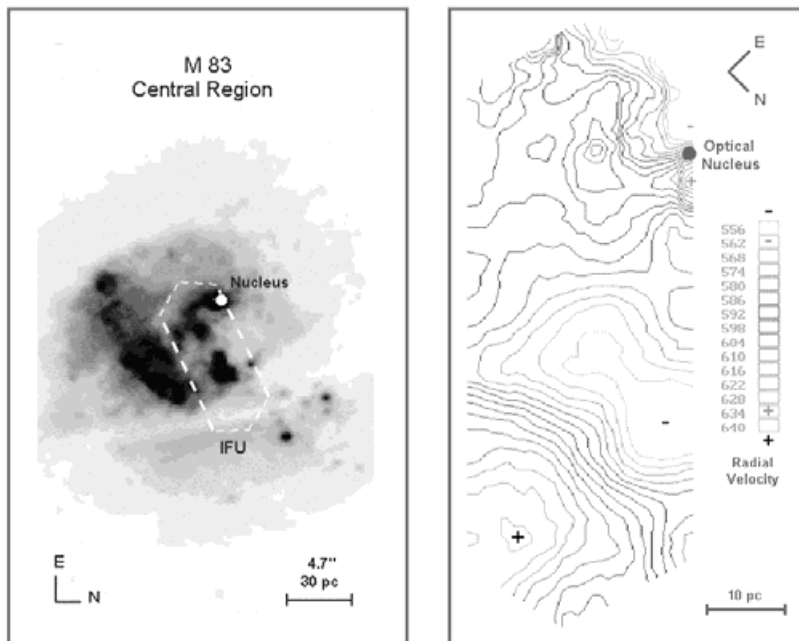 M 83
Central Region
Nucleus
IFU
E
N
4.7"
30 pc
E
N
Optical
Nucleus
-
-
+
556
562 -
568
574
580
586
592
598
604
610
616
622
628
634 +
640
+
Radial
Velocity
-
+
10 pc